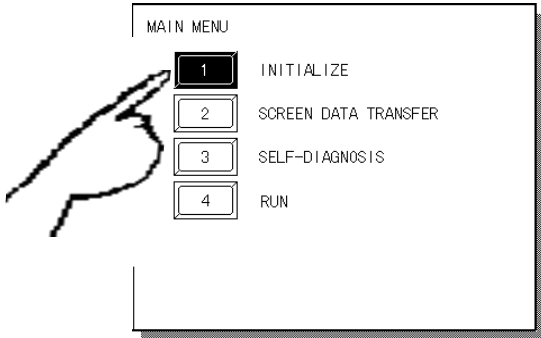 MAIN MENU
1 INITIALIZE
2 SCREEN DATA TRANSFER
3 SELF-DIAGNOSIS
4 RUN